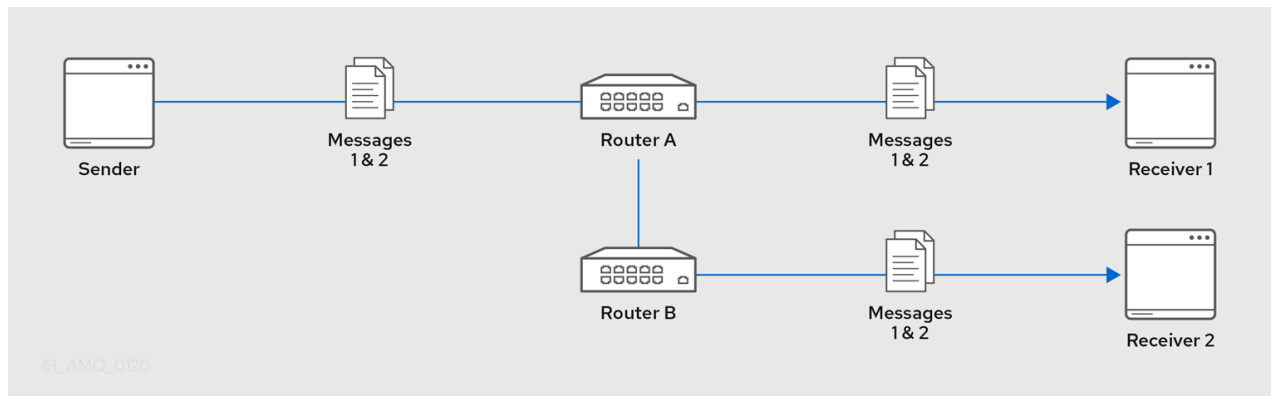 Sender
Messages
1 & 2
Router A
Messages
1 & 2
Receiver 1
Router B
Messages
1 & 2
Receiver 2
61_AMQ_0120